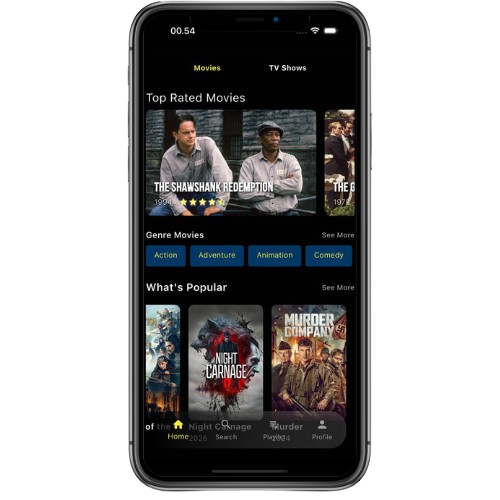 00.54
Movies TV Shows
Top Rated Movies
THE SHAWSHANK REDEMPTION
THE G
1994
1972
Genre Movies See More
Action Adventure Animation Comedy
What's Popular See More
NIGHT
CARNAGE
MURDER
COMPANY
of the Night Carnage Murder
Home Search Playlist Profile
2025 2024